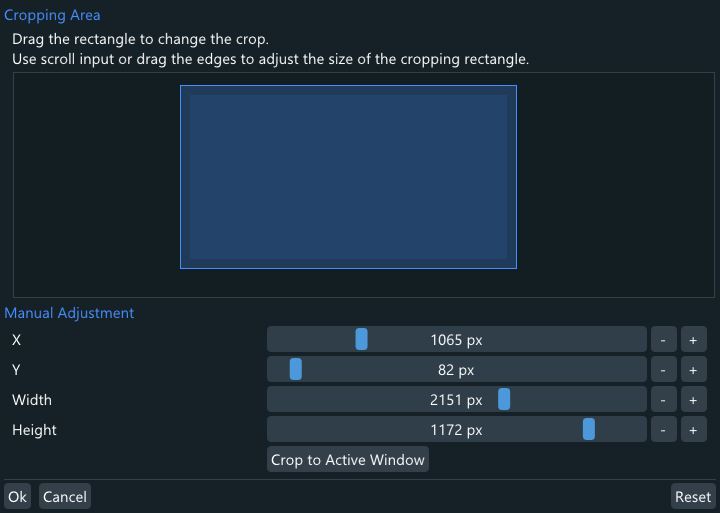 Cropping Area
Drag the rectangle to change the crop.
Use scroll input or drag the edges to adjust the size of the cropping rectangle.
Manual Adjustment
X 1065 px - +
Y 82 px - +
Width 2151 px - +
Height 1172 px - +
Crop to Active Window
Ok Cancel Reset